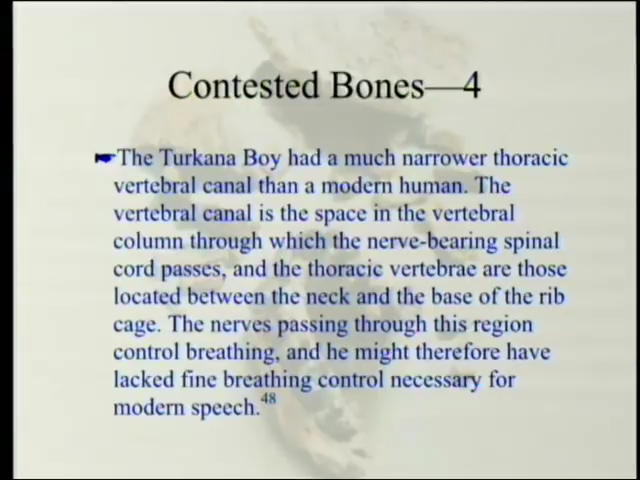 Contested Bones—4
The Turkana Boy had a much narrower thoracic
vertebral canal than a modern human. The
vertebral canal is the space in the vertebral
column through which the nerve-bearing spinal
cord passes, and the thoracic vertebrae are those
located between the neck and the base of the rib
cage. The nerves passing through this region
control breathing, and he might therefore have
lacked fine breathing control necessary for
modern speech.48